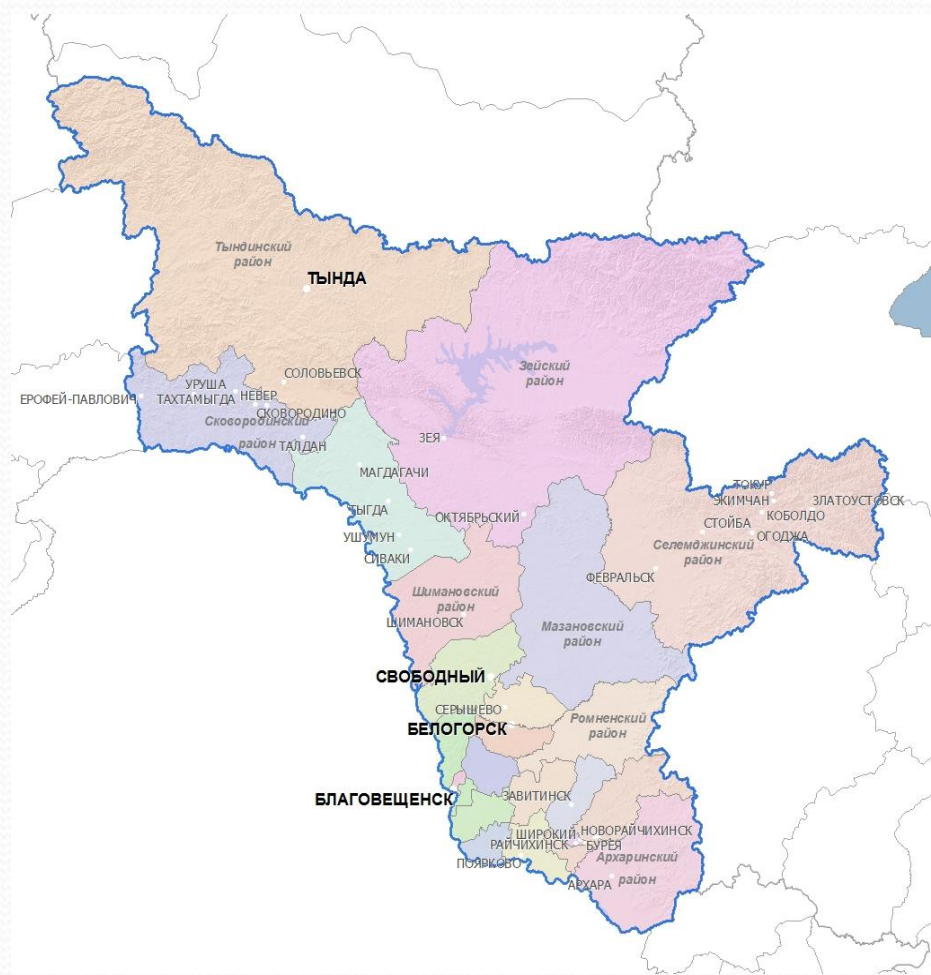 Тындинский
район
ТЫНДА
Зейский
район
СОЛОВЬЕВСК
УРУША
ЕРОФЕЙ-ПАВЛОВИЧ
ТАХТАМЫГДА
НЕВЕР
СКОВОРОДИНО
Сковородинский
район
ТАЛДАН
ЗЕЯ
МАГДАГАЧИ
ТЫГДА
ОКТЯБРЬСКИЙ
УШУМУН
СИВАКИ
ТОКУР
ЭКИМЧАН
ЗЛАТОУСТОВСК
КОБОЛДО
СТОЙБА
ОГОДЖА
Селемджинский
район
ФЕВРАЛЬСК
Шимановский
район
ШИМАНОВСК
Мазановский
район
СВОБОДНЫЙ
СЕРЫШЕВО
БЕЛОГОРСК
Ромненский
район
БЛАГОВЕЩЕНСК
ЗАВИТИНСК
ШИРОКИЙ
НОВОРАЙЧИХИНСК
РАЙЧИХИНСК
БУРЕЯ
ПОЯРКОВО
Архаринский
район
АРХАРА